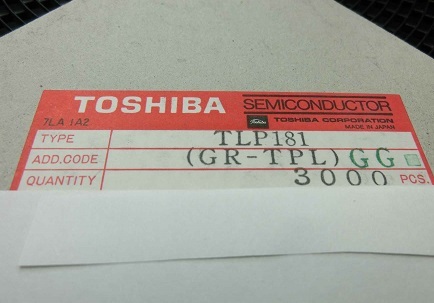 TOSHIBA SEMICONDUCTOR
7LA 1A2 Toshiba TOSHIBA CORPORATION
MADE IN JAPAN
TYPE TLP181
ADD.CODE (GR-TPL) GG
QUANTITY 3000 PCS.